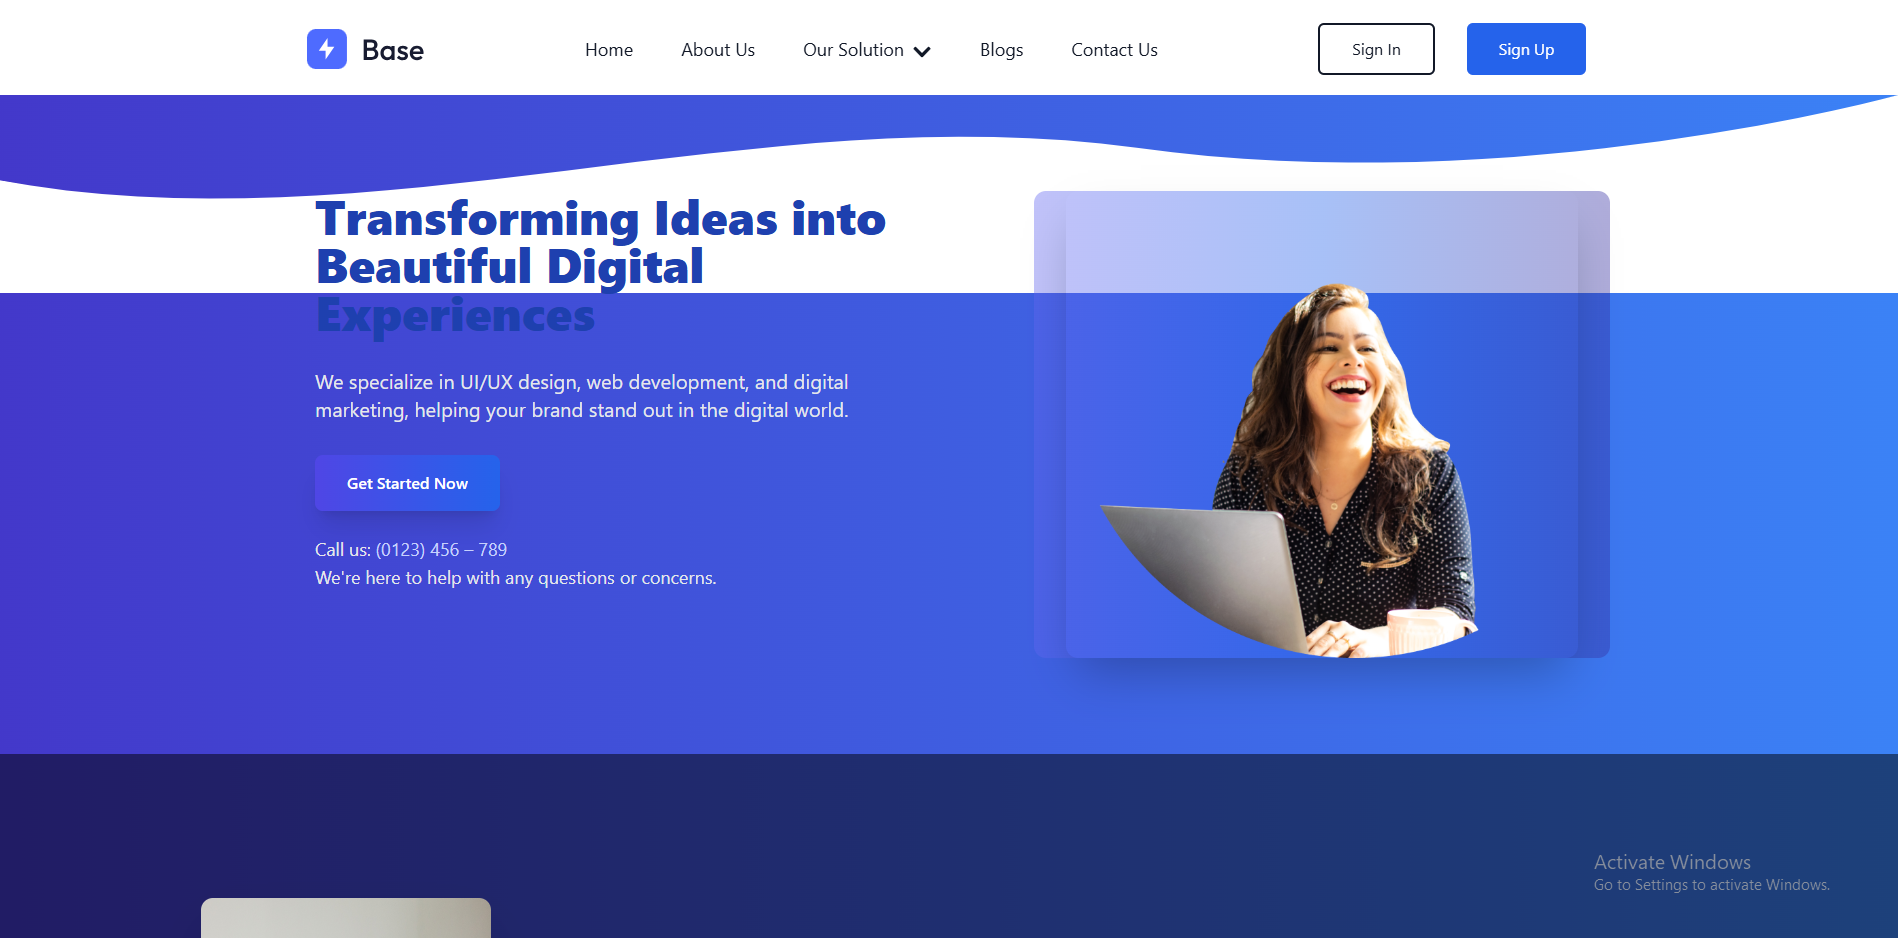 Base
Home
About Us
Our Solution
Blogs
Contact Us
Sign In
Sign Up
Transforming Ideas into
Beautiful Digital
Experiences
We specialize in UI/UX design, web development, and digital
marketing, helping your brand stand out in the digital world.
Get Started Now
Call us: (0123) 456 – 789
We're here to help with any questions or concerns.
Activate Windows
Go to Settings to activate Windows.